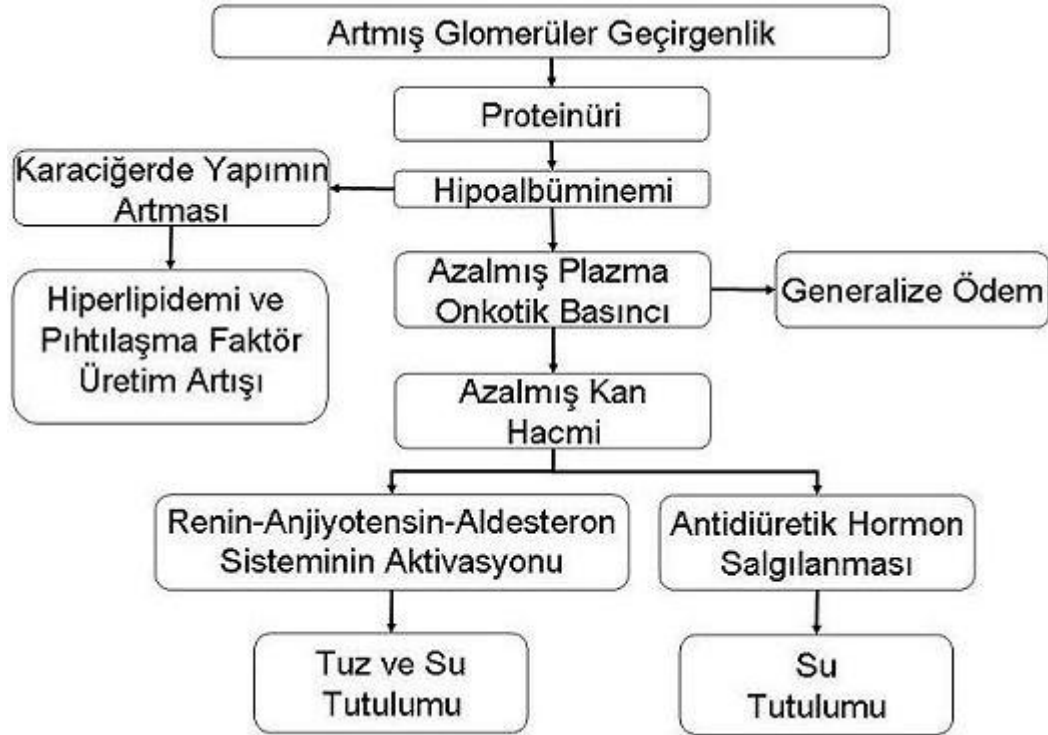 Artmış Glomerüler Geçirgenlik
Proteinüri
Karaciğerde Yapımın
Artması
Hipoalbüminemi
Hiperlipidemi ve
Pıhtılaşma Faktör
Üretim Artışı
Azalmış Plazma
Onkotik Basıncı
Generalize Ödem
Azalmış Kan
Hacmi
Renin-Anjiyotensin-Aldesteron
Sisteminin Aktivasyonu
Antidiüretik Hormon
Salgılanması
Tuz ve Su
Tutulumu
Su
Tutulumu